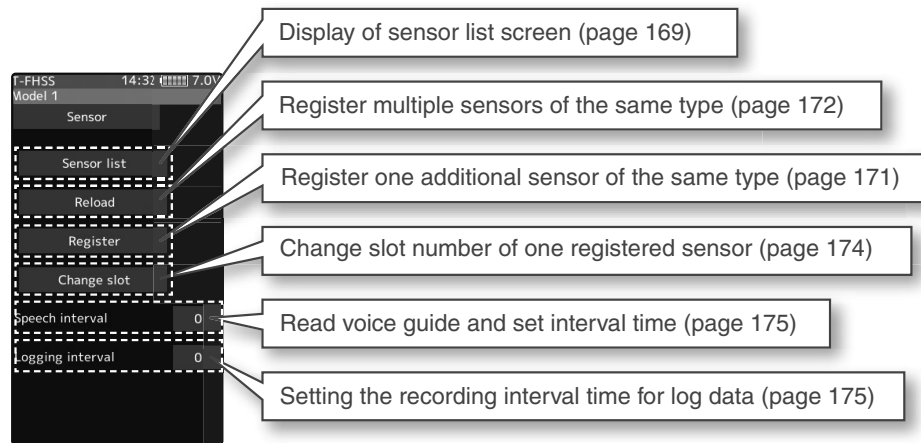 Display of sensor list screen (page 169)
T-FHSS 14:32 7.0V
Model 1
Sensor
Register multiple sensors of the same type (page 172)
Sensor list
Reload
Register one additional sensor of the same type (page 171)
Register
Change slot number of one registered sensor (page 174)
Change slot
Speech interval 0
Read voice guide and set interval time (page 175)
Logging interval 0
Setting the recording interval time for log data (page 175)